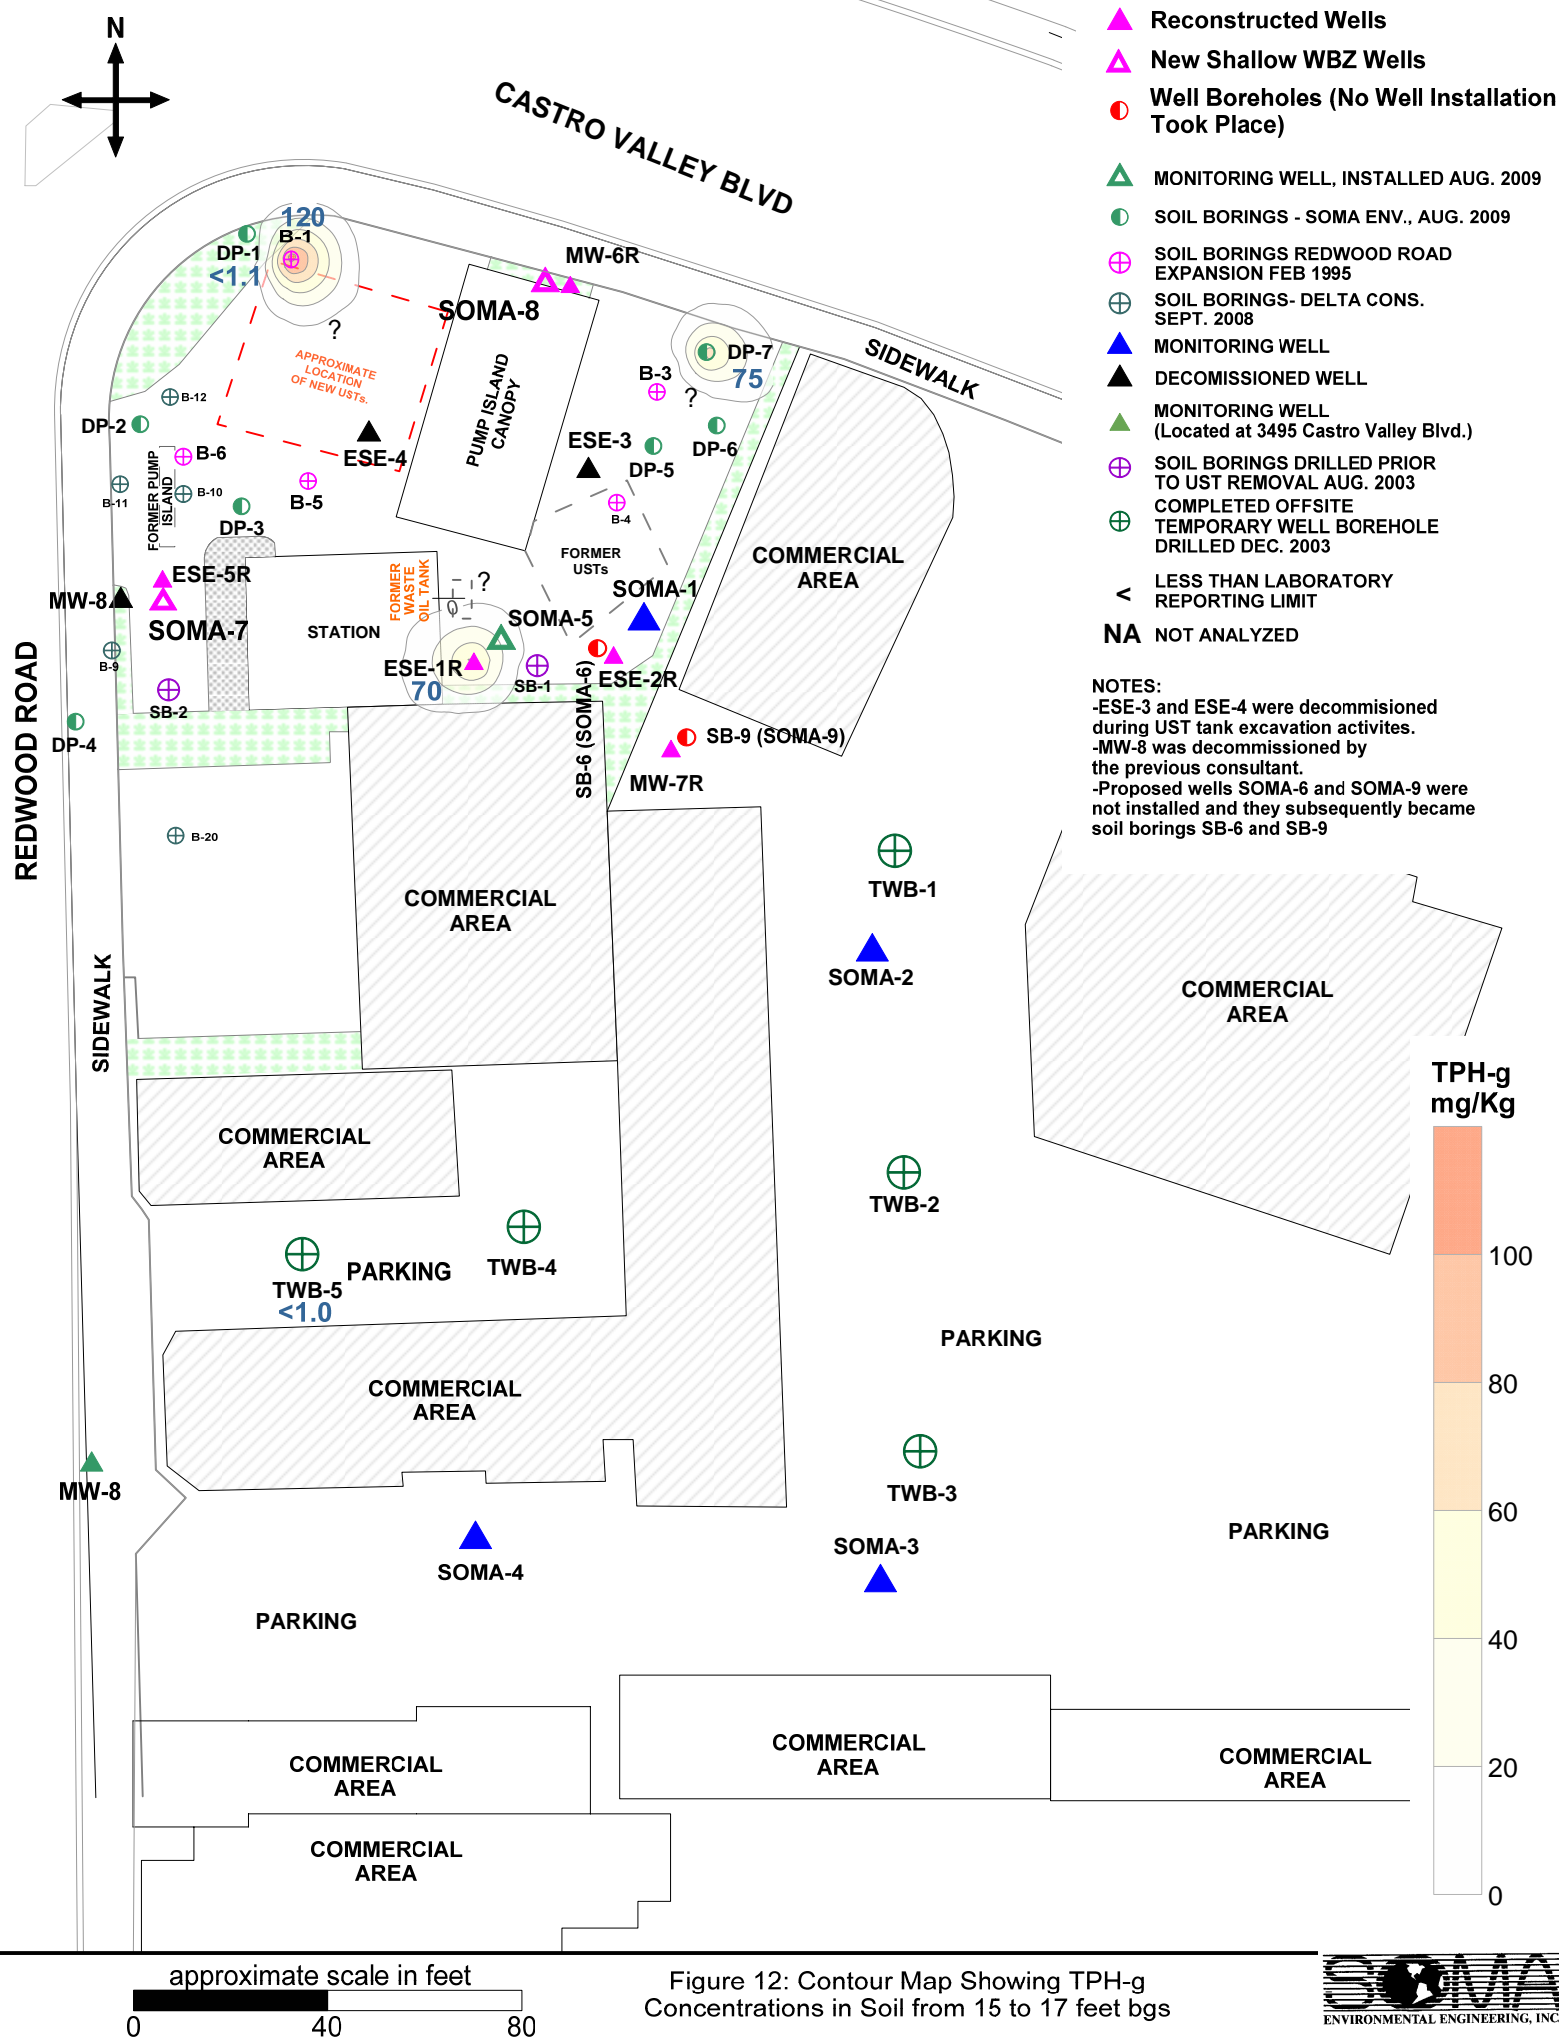 N
CASTRO VALLEY BLVD
Reconstructed Wells
New Shallow WBZ Wells
Well Boreholes (No Well Installation
Took Place)
MONITORING WELL, INSTALLED AUG. 2009
SOIL BORINGS - SOMA ENV., AUG. 2009
SOIL BORINGS REDWOOD ROAD
EXPANSION FEB 1995
SOIL BORINGS- DELTA CONS.
SEPT. 2008
MONITORING WELL
DECOMISSIONED WELL
MONITORING WELL
(Located at 3495 Castro Valley Blvd.)
SOIL BORINGS DRILLED PRIOR
TO UST REMOVAL AUG. 2003
COMPLETED OFFSITE
TEMPORARY WELL BOREHOLE
DRILLED DEC. 2003
< LESS THAN LABORATORY
REPORTING LIMIT
NA NOT ANALYZED
NOTES:
-ESE-3 and ESE-4 were decommisioned
during UST tank excavation activites.
-MW-8 was decommissioned by
the previous consultant.
-Proposed wells SOMA-6 and SOMA-9 were
not installed and they subsequently became
soil borings SB-6 and SB-9
120
B-1
DP-1
<1.1
MW-6R
SOMA-8
?
APPROXIMATE
LOCATION
OF NEW USTs.
PUMP ISLAND
CANOPY
SIDEWALK
DP-7
75
B-3
?
B-12
DP-2
ESE-4
ESE-3
DP-5
DP-6
B-6
FORMER PUMP
ISLAND
B-11
B-10
B-5
DP-3
B-4
FORMER
USTs
COMMERCIAL
AREA
ESE-5R
MW-8
SOMA-7
STATION
FORMER
WASTE
OIL TANK
?
0
SOMA-1
SOMA-5
B-9
ESE-1R
70
SB-1
ESE-2R
SB-2
DP-4
SB-6 (SOMA-6)
SB-9 (SOMA-9)
MW-7R
REDWOOD ROAD
B-20
COMMERCIAL
AREA
TWB-1
SOMA-2
COMMERCIAL
AREA
SIDEWALK
COMMERCIAL
AREA
TWB-2
TWB-4
PARKING
TWB-5
<1.0
PARKING
COMMERCIAL
AREA
MW-8
TWB-3
SOMA-3
PARKING
SOMA-4
PARKING
COMMERCIAL
AREA
COMMERCIAL
AREA
COMMERCIAL
AREA
COMMERCIAL
AREA
TPH-g
mg/Kg
100
80
60
40
20
0
approximate scale in feet
0 40 80
Figure 12: Contour Map Showing TPH-g
Concentrations in Soil from 15 to 17 feet bgs
SOMA
ENVIRONMENTAL ENGINEERING, INC